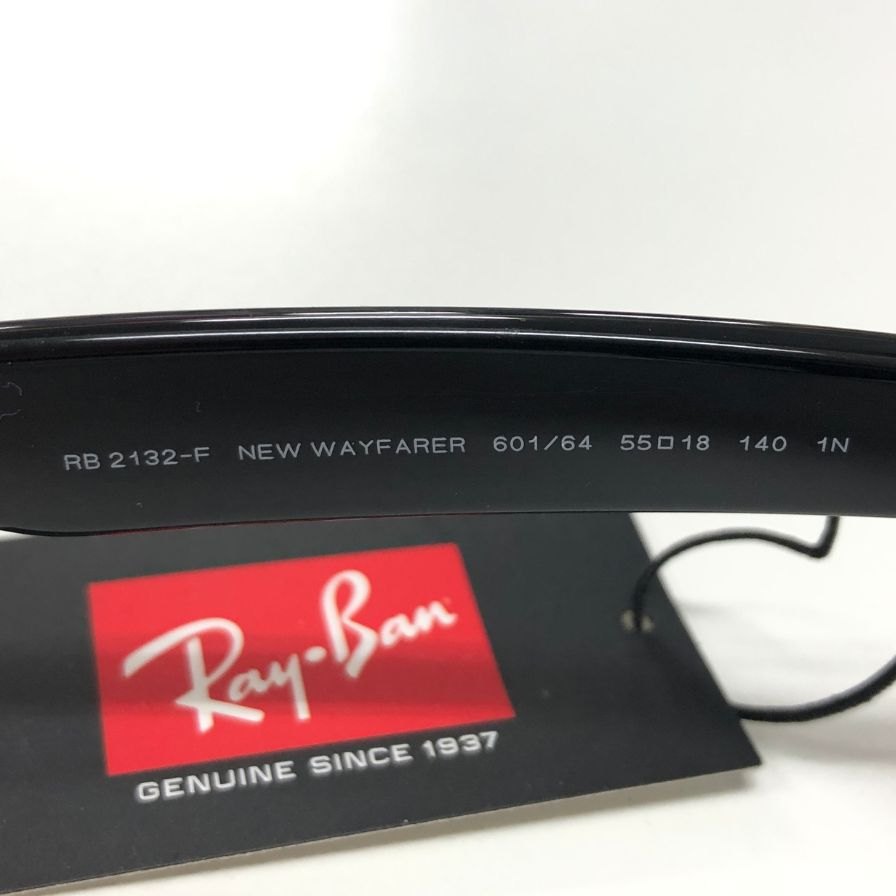 RB 2132-F NEW WAYFARER 601/64 55□18 140 1N
Ray-Ban
GENUINE SINCE 1937